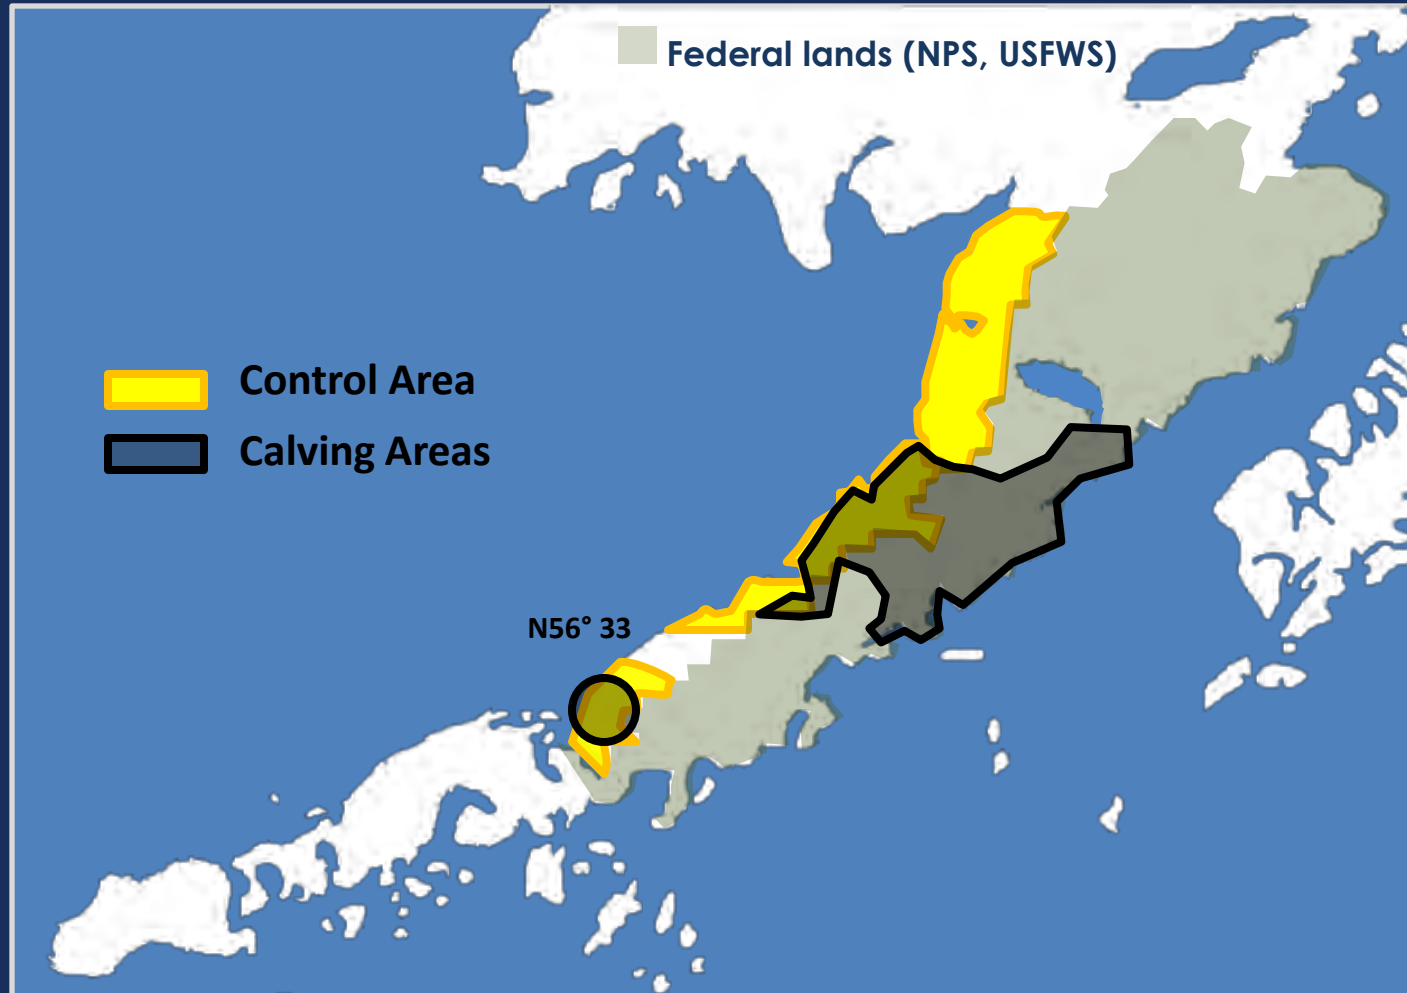 Federal lands (NPS, USFWS)
Control Area
Calving Areas
N56° 33